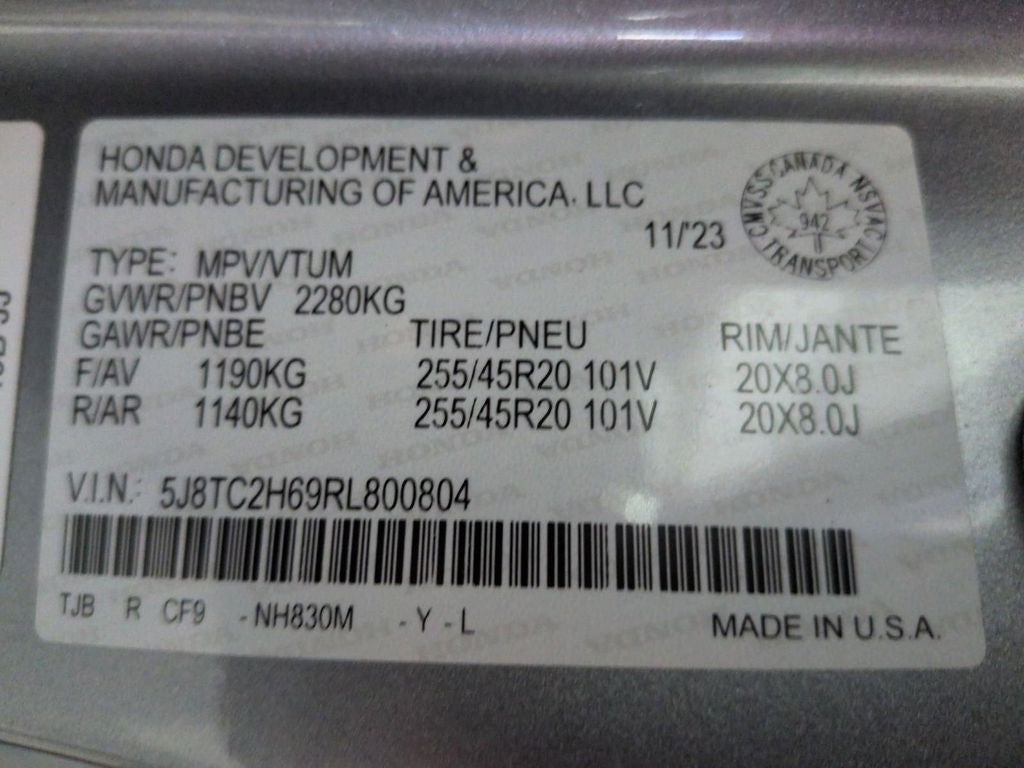 HONDA DEVELOPMENT &
MANUFACTURING OF AMERICA, LLC
11/'23
CMVSS CANADA NSVAC
942
TRANSPORT
TYPE: MPV/VTUM
GVWR/PNBV 2280KG
GAWR/PNBE TIRE/PNEU RIM/JANTE
F/AV 1190KG 255/45R20 101V 20X8.0J
R/AR 1140KG 255/45R20 101V 20X8.0J
V.I.N.: 5J8TC2H69RL800804
TJB R CF9 -NH830M -Y-L
MADE IN U.S.A.